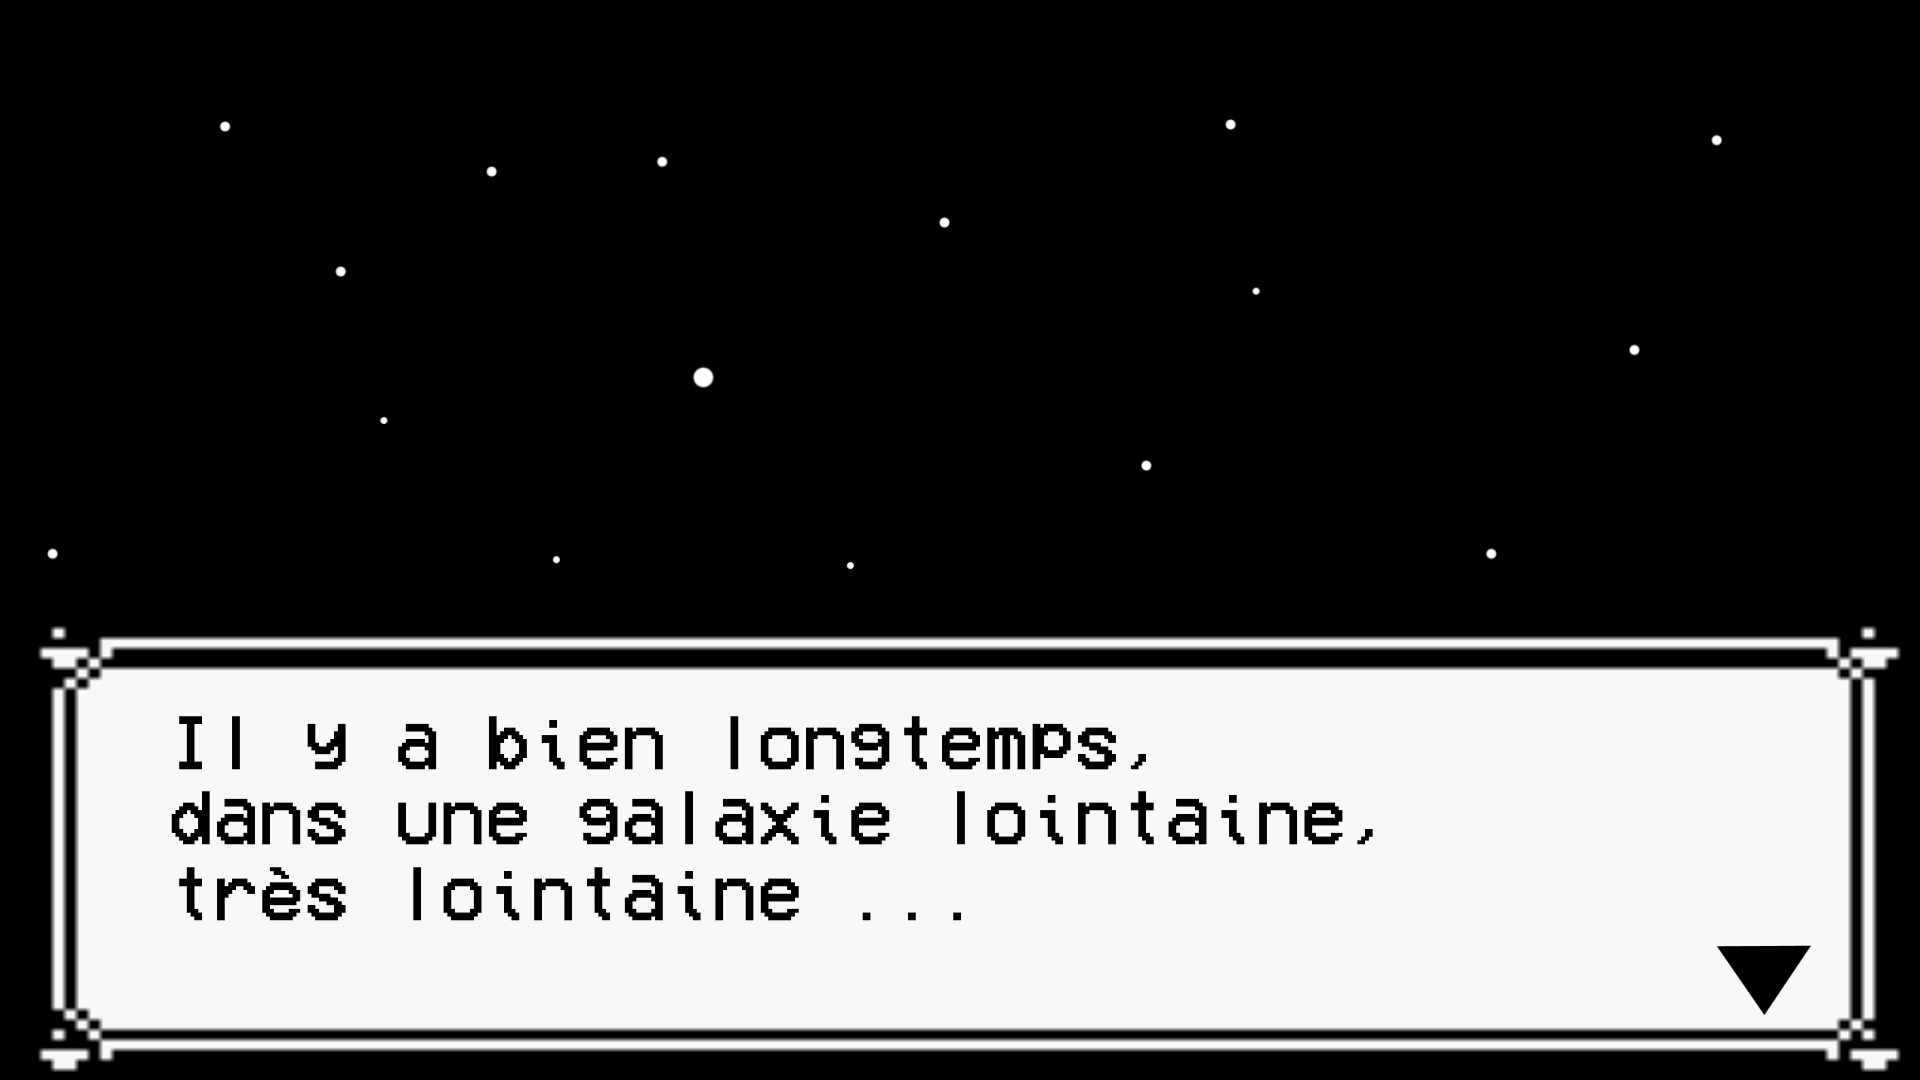 Il y a bien longtemps,
dans une galaxie lointaine,
très lointaine ...